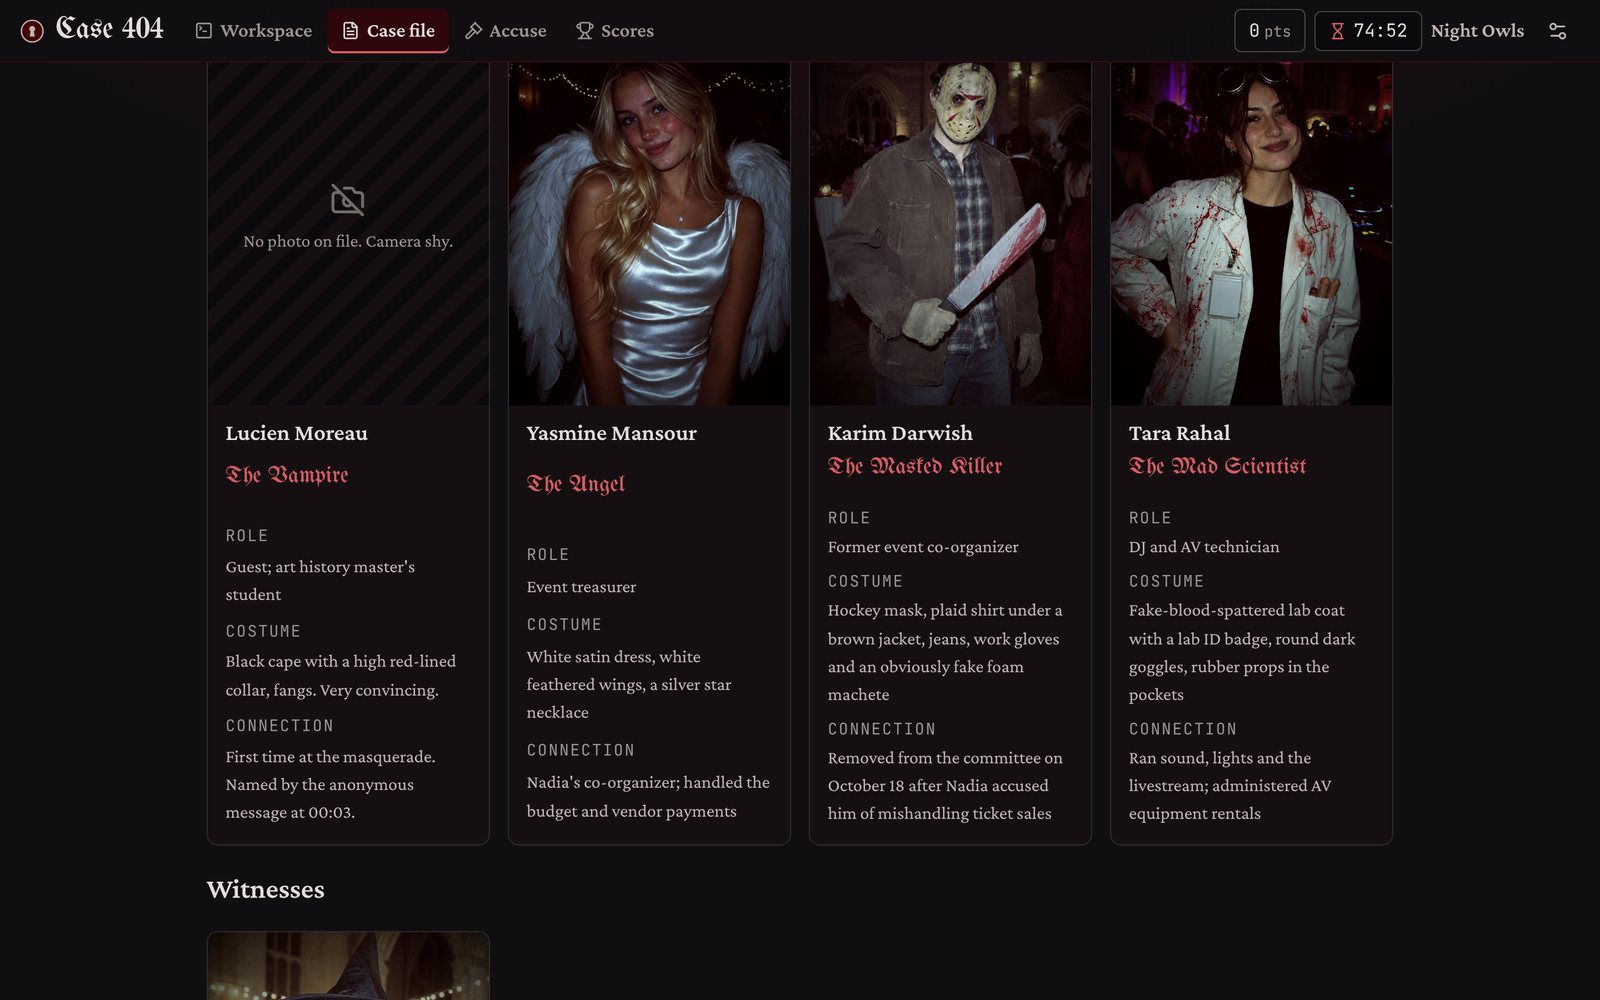 Case 404
Workspace
Case file
Accuse
Scores
0 pts
74:52
Night Owls
No photo on file. Camera shy.
Lucien Moreau
The Vampire
ROLE
Guest; art history master's
student
COSTUME
Black cape with a high red-lined
collar, fangs. Very convincing.
CONNECTION
First time at the masquerade.
Named by the anonymous
message at 00:03.
Yasmine Mansour
The Angel
ROLE
Event treasurer
COSTUME
White satin dress, white
feathered wings, a silver star
necklace
CONNECTION
Nadia's co-organizer; handled the
budget and vendor payments
Karim Darwish
The Masked Killer
ROLE
Former event co-organizer
COSTUME
Hockey mask, plaid shirt under a
brown jacket, jeans, work gloves
and an obviously fake foam
machete
CONNECTION
Removed from the committee on
October 18 after Nadia accused
him of mishandling ticket sales
Tara Rahal
The Mad Scientist
ROLE
DJ and AV technician
COSTUME
Fake-blood-spattered lab coat
with a lab ID badge, round dark
goggles, rubber props in the
pockets
CONNECTION
Ran sound, lights and the
livestream; administered AV
equipment rentals
Witnesses